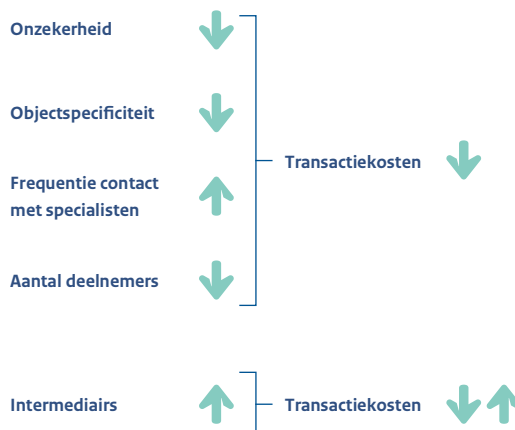 Onzekerheid
Objectspecificiteit
Transactiekosten
Frequentie contact
met specialisten
Aantal deelnemers
Intermediairs
Transactiekosten